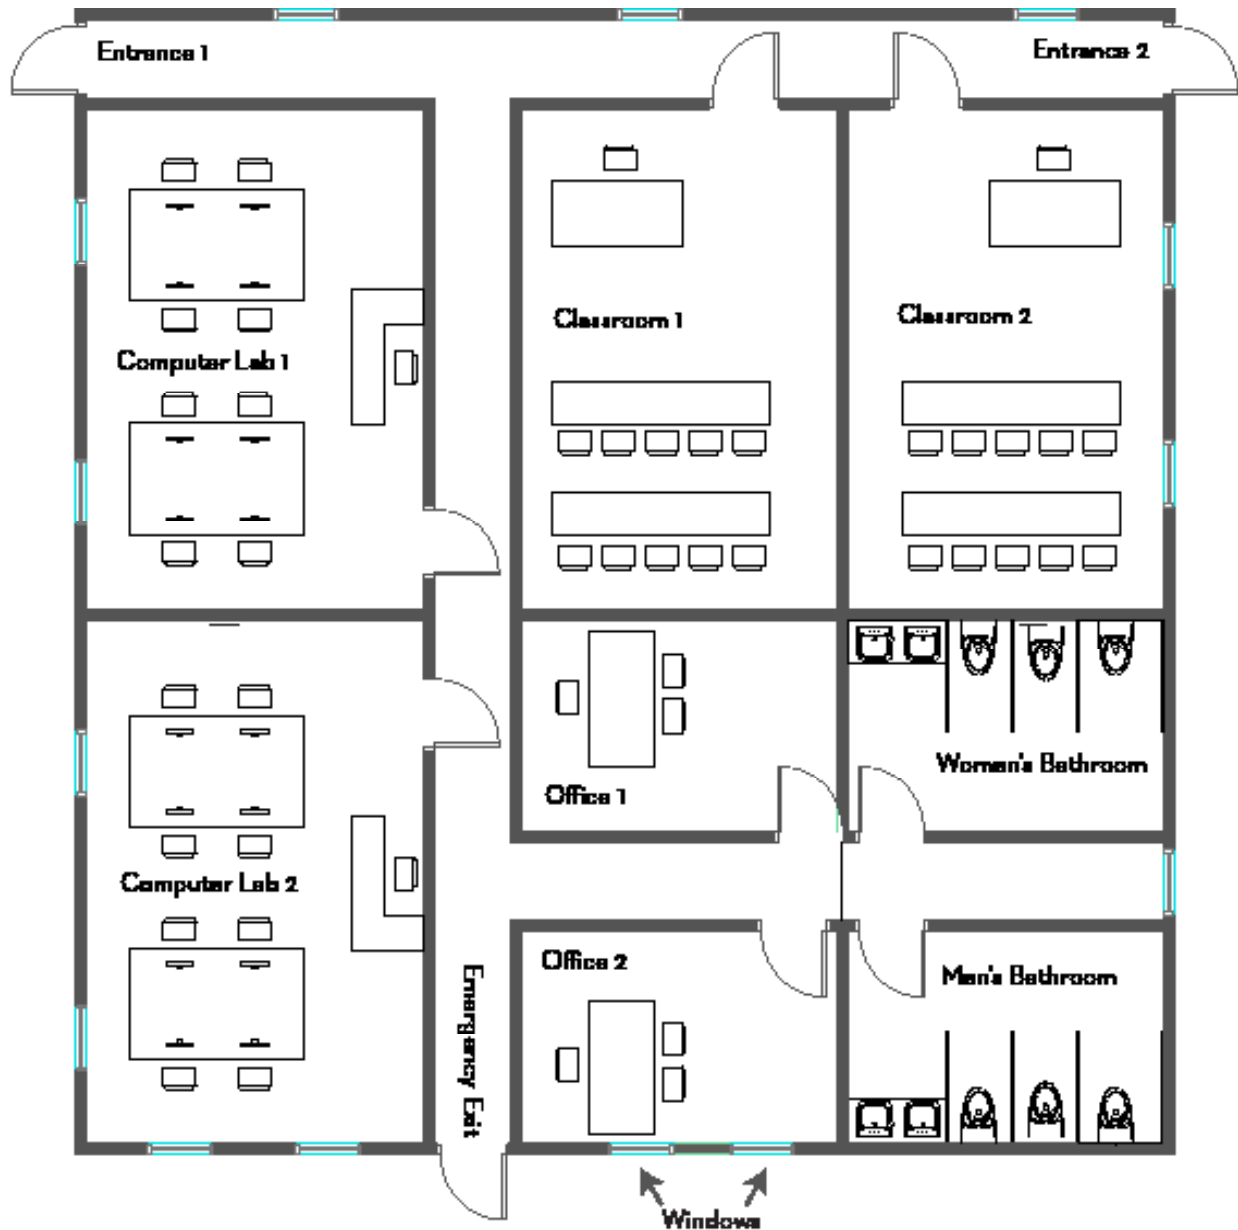 Entrance 1
Entrance 2
Classroom 1
Classroom 2
Computer Lab 1
Women's Bathroom
Office 1
Computer Lab 2
Office 2
Men's Bathroom
Emergency Exit
Windows